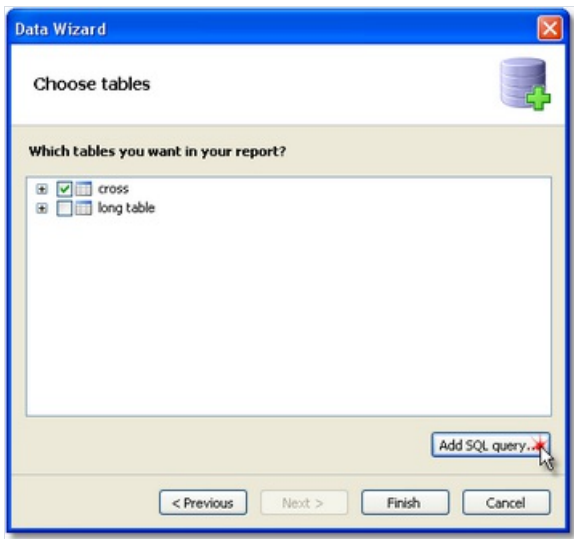 Data Wizard
Choose tables
Which tables you want in your report?
cross
long table
Add SQL query...
< Previous
Next >
Finish
Cancel